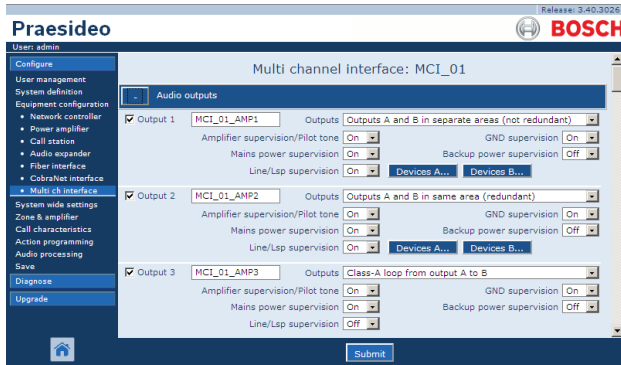 Release: 3.40.3026
Praesideo
BOSCH
User: admin
Configure
User management
System definition
Equipment configuration
• Network controller
• Power amplifier
• Call station
• Audio expander
• Fiber interface
• CobraNet interface
• Multi ch interface
System wide settings
Zone & amplifier
Call characteristics
Action programming
Audio processing
Save
Diagnose
Upgrade
Multi channel interface: MCI_01
- Audio outputs
Output 1 MCI_01_AMP1 Outputs Outputs A and B in separate areas (not redundant)
Amplifier supervision/Pilot tone On GND supervision On
Mains power supervision On Backup power supervision Off
Line/Lsp supervision On Devices A... Devices B...
Output 2 MCI_01_AMP2 Outputs Outputs A and B in same area (redundant)
Amplifier supervision/Pilot tone On GND supervision On
Mains power supervision On Backup power supervision Off
Line/Lsp supervision On Devices A... Devices B...
Output 3 MCI_01_AMP3 Outputs Class-A loop from output A to B
Amplifier supervision/Pilot tone On GND supervision On
Mains power supervision On Backup power supervision Off
Line/Lsp supervision Off
Submit